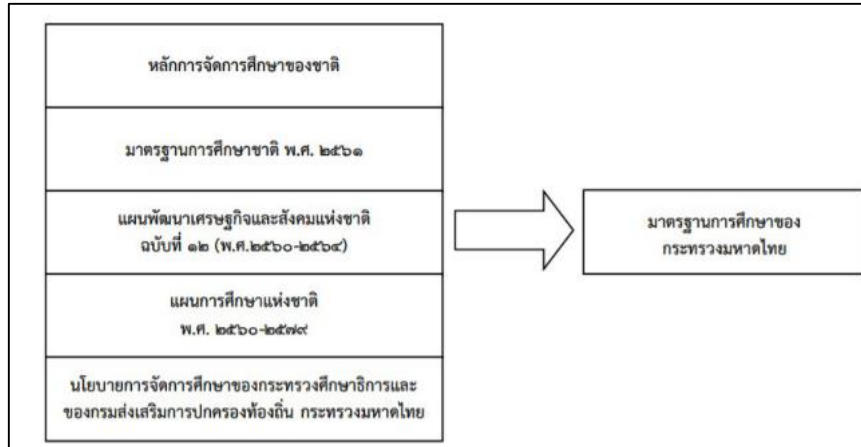 หลักการจัดการศึกษาของชาติ
มาตรฐานการศึกษาชาติ พ.ศ. ๒๕๖๑
แผนพัฒนาเศรษฐกิจและสังคมแห่งชาติ
ฉบับที่ ๑๒ (พ.ศ.๒๕๖๐-๒๕๖๔)
แผนการศึกษาแห่งชาติ
พ.ศ. ๒๕๖๐-๒๕๗๙
นโยบายการจัดการศึกษาของกระทรวงศึกษาธิการและ
ของกรมส่งเสริมการปกครองท้องถิ่น กระทรวงมหาดไทย
มาตรฐานการศึกษาของ
กระทรวงมหาดไทย